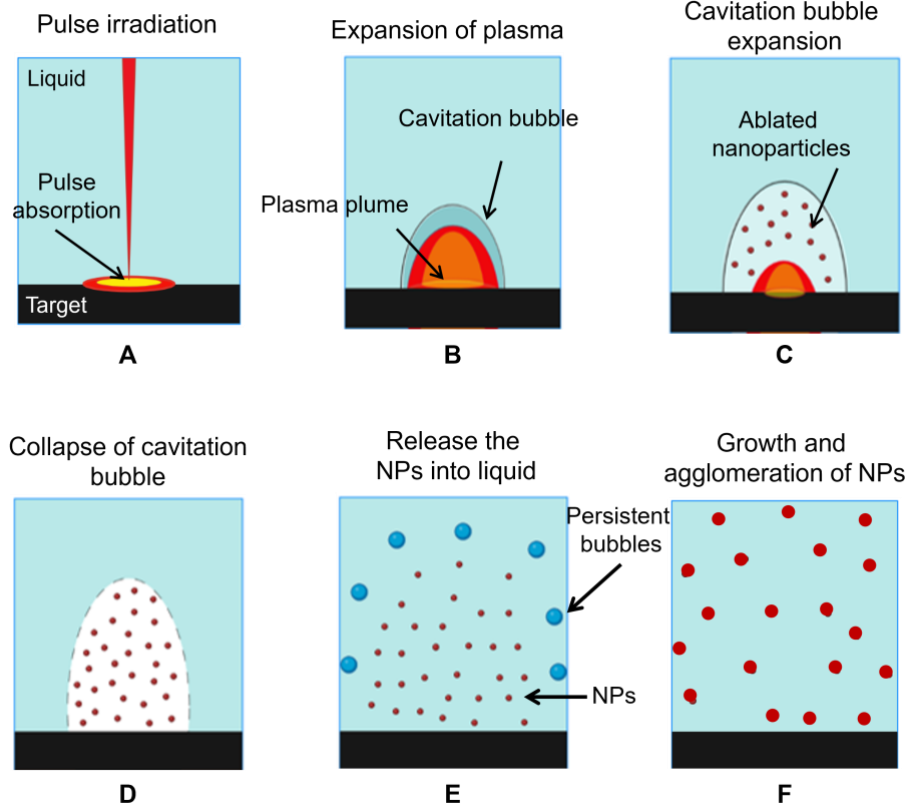 Pulse irradiation
Liquid
Pulse
absorption
Target
A
Expansion of plasma
Cavitation bubble
Plasma plume
B
Cavitation bubble
expansion
Ablated
nanoparticles
C
Collapse of cavitation
bubble
D
Release the
NPs into liquid
Persistent
bubbles
NPs
E
Growth and
agglomeration of NPs
F